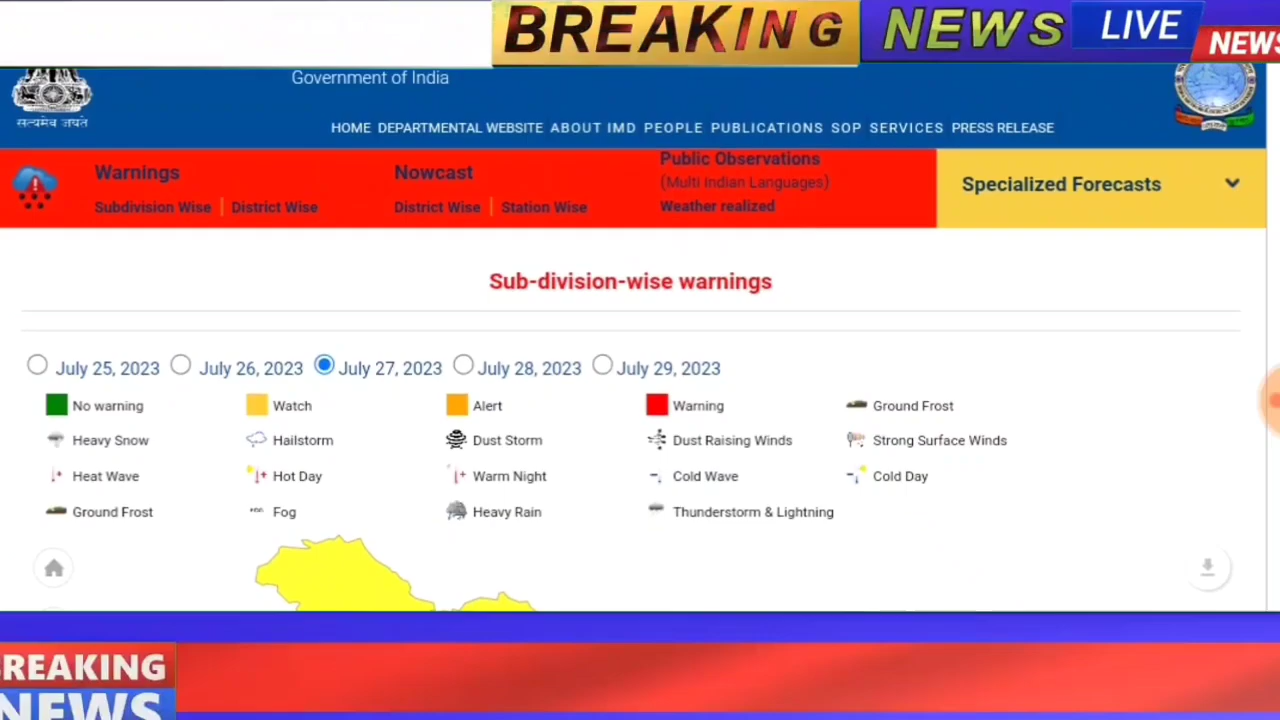 BREAKING NEWS LIVE
NEWS
Government of India
सत्यमेव जयते
HOME DEPARTMENTAL WEBSITE ABOUT IMD PEOPLE PUBLICATIONS SOP SERVICES PRESS RELEASE
Warnings
Subdivision Wise District Wise
Nowcast
District Wise Station Wise
Public Observations
(Multi Indian Languages)
Weather realized
Specialized Forecasts
Sub-division-wise warnings
July 25, 2023 July 26, 2023 July 27, 2023 July 28, 2023 July 29, 2023
No warning Watch Alert Warning Ground Frost
Heavy Snow Hailstorm Dust Storm Dust Raising Winds Strong Surface Winds
Heat Wave Hot Day Warm Night Cold Wave Cold Day
Ground Frost Fog Heavy Rain Thunderstorm & Lightning
BREAKING
NEWS